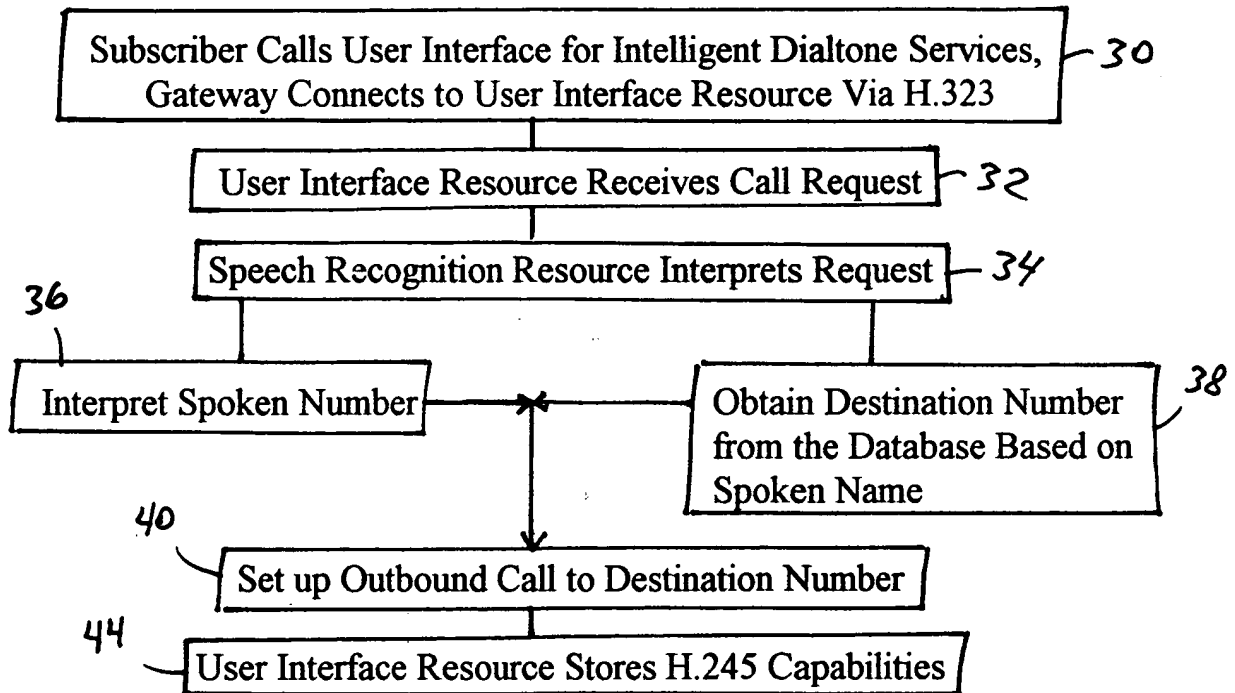 Subscriber Calls User Interface for Intelligent Dialtone Services,
Gateway Connects to User Interface Resource Via H.323
30
User Interface Resource Receives Call Request
32
Speech Recognition Resource Interprets Request
34
36
Interpret Spoken Number
38
Obtain Destination Number
from the Database Based on
Spoken Name
40
Set up Outbound Call to Destination Number
44
User Interface Resource Stores H.245 Capabilities